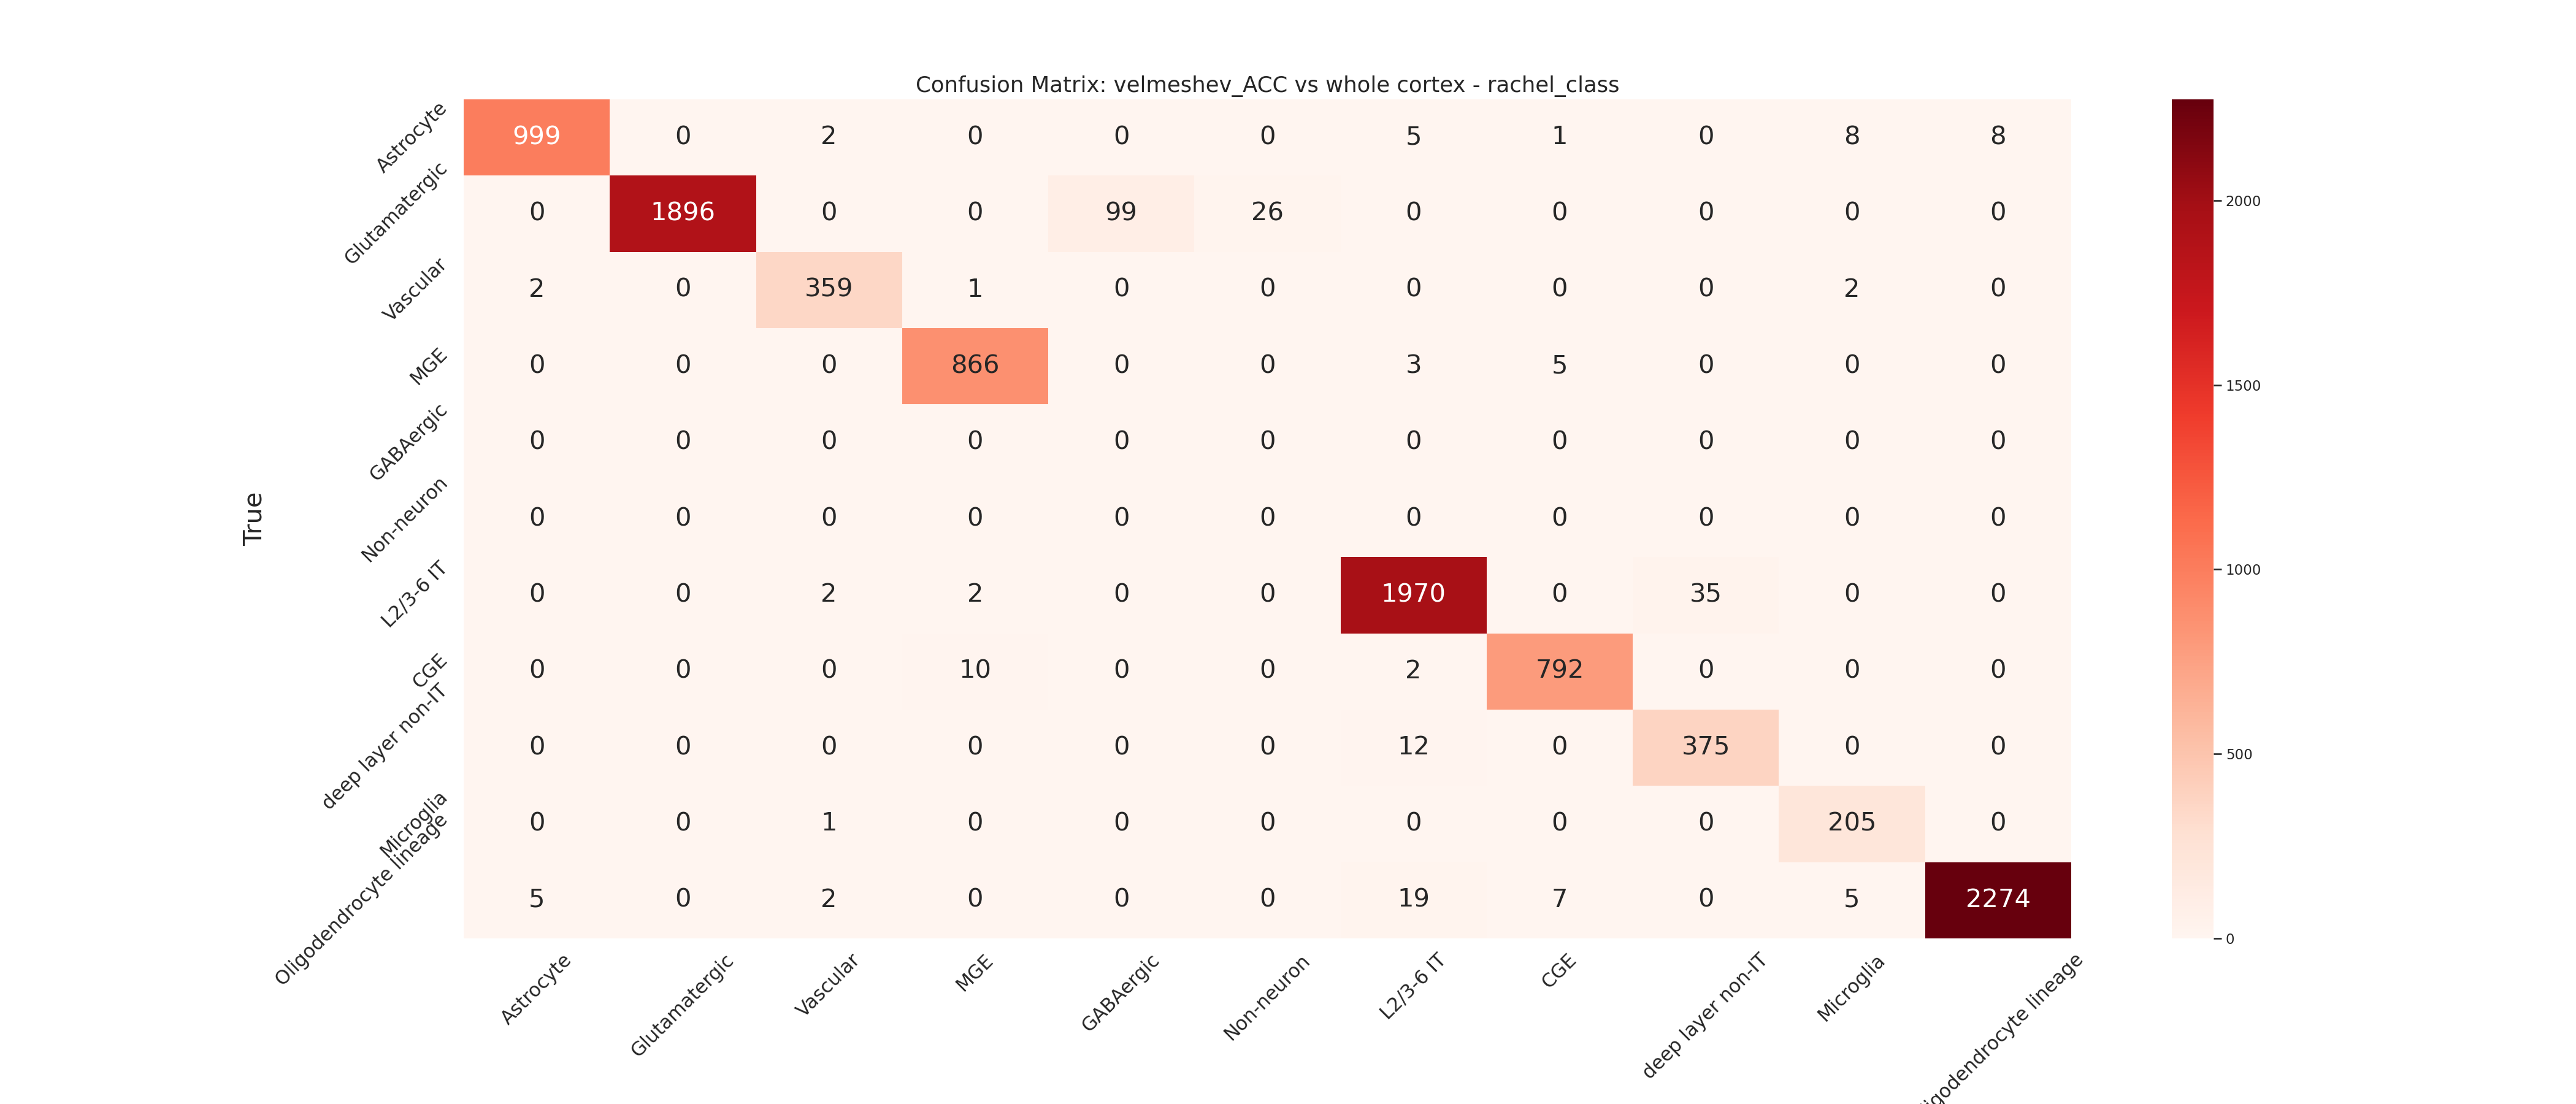 Confusion Matrix: velmeshev_ACC vs whole cortex - rachel_class
True
Astrocyte 999 0 2 0 0 0 5 1 0 8 8
Glutamatergic 0 1896 0 0 99 26 0 0 0 0 0
Vascular 2 0 359 1 0 0 0 0 0 2 0
MGE 0 0 0 866 0 0 3 5 0 0 0
GABAergic 0 0 0 0 0 0 0 0 0 0 0
Non-neuron 0 0 0 0 0 0 0 0 0 0 0
L2/3-6 IT 0 0 2 2 0 0 1970 0 35 0 0
CGE 0 0 0 10 0 0 2 792 0 0 0
deep layer non-IT 0 0 0 0 0 0 12 0 375 0 0
Microglia 0 0 1 0 0 0 0 0 0 205 0
Oligodendrocyte lineage 5 0 2 0 0 0 19 7 0 5 2274
Astrocyte
Glutamatergic
Vascular
MGE
GABAergic
Non-neuron
L2/3-6 IT
CGE
deep layer non-IT
Microglia
ligodendrocyte lineage
2000
1500
1000
500
0